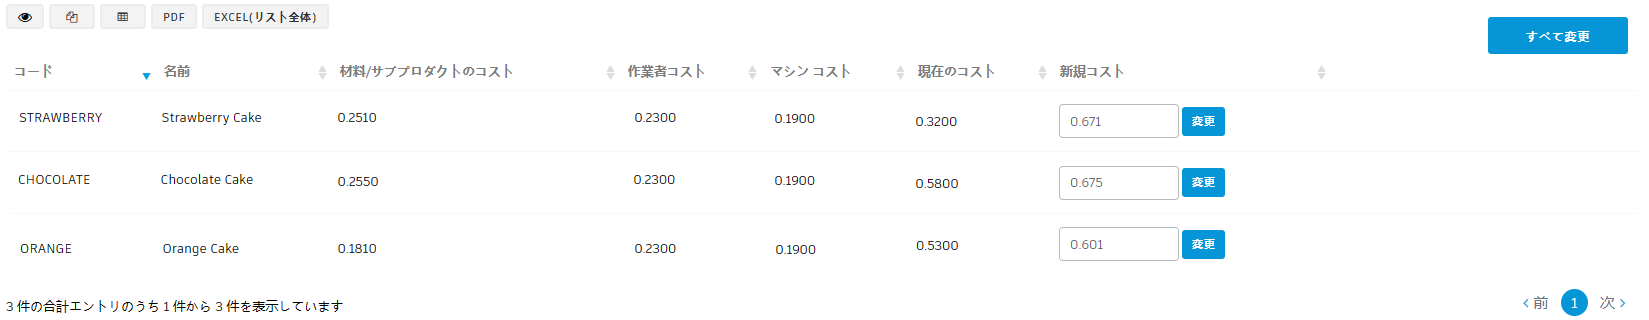 PDF EXCEL(リスト全体)
すべて変更
コード 名前 材料/サブプロダクトのコスト 作業者コスト マシン コスト 現在のコスト 新規コスト
STRAWBERRY Strawberry Cake 0.2510 0.2300 0.1900 0.3200 0.671 変更
CHOCOLATE Chocolate Cake 0.2550 0.2300 0.1900 0.5800 0.675 変更
ORANGE Orange Cake 0.1810 0.2300 0.1900 0.5300 0.601 変更
3 件の合計エントリのうち 1 件から 3 件を表示しています
‹ 前 1 次 ›